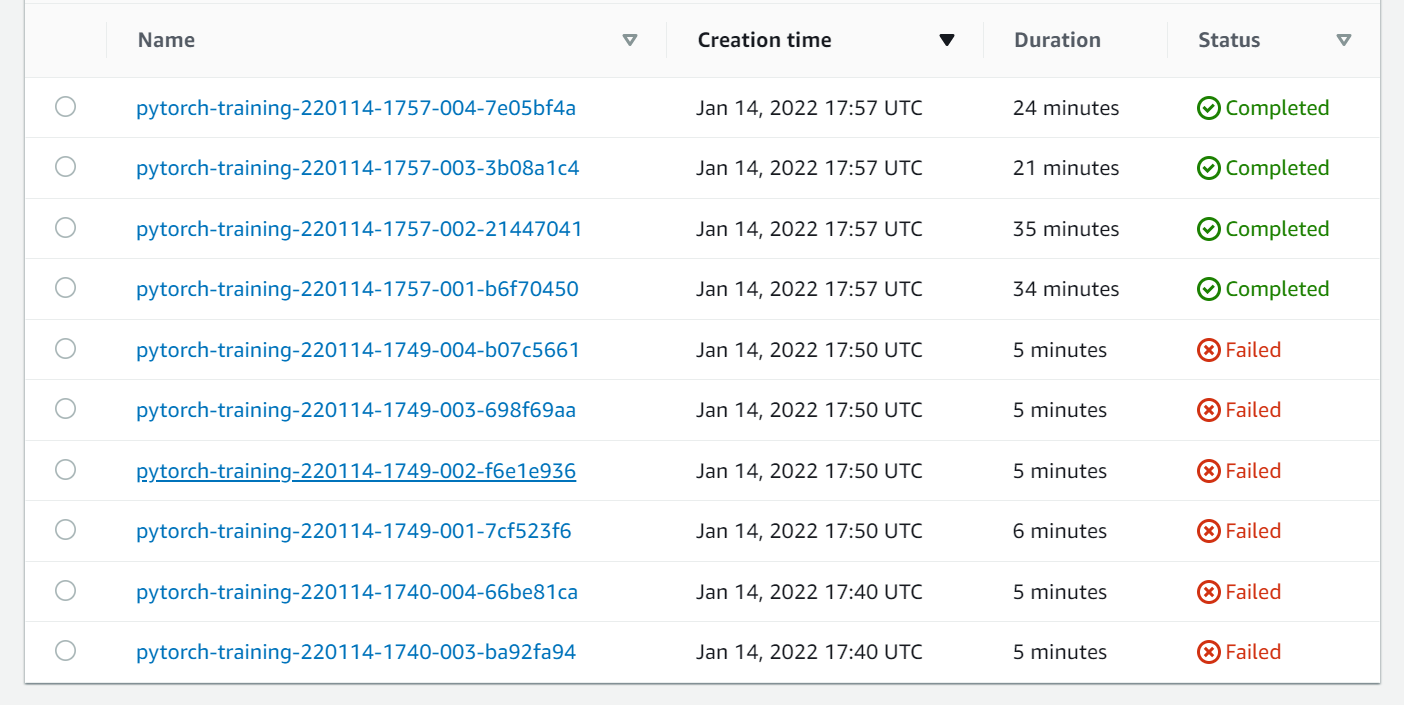 Name Creation time Duration Status
pytorch-training-220114-1757-004-7e05bf4a Jan 14, 2022 17:57 UTC 24 minutes Completed
pytorch-training-220114-1757-003-3b08a1c4 Jan 14, 2022 17:57 UTC 21 minutes Completed
pytorch-training-220114-1757-002-21447041 Jan 14, 2022 17:57 UTC 35 minutes Completed
pytorch-training-220114-1757-001-b6f70450 Jan 14, 2022 17:57 UTC 34 minutes Completed
pytorch-training-220114-1749-004-b07c5661 Jan 14, 2022 17:50 UTC 5 minutes Failed
pytorch-training-220114-1749-003-698f69aa Jan 14, 2022 17:50 UTC 5 minutes Failed
pytorch-training-220114-1749-002-f6e1e936 Jan 14, 2022 17:50 UTC 5 minutes Failed
pytorch-training-220114-1749-001-7cf523f6 Jan 14, 2022 17:50 UTC 6 minutes Failed
pytorch-training-220114-1740-004-66be81ca Jan 14, 2022 17:40 UTC 5 minutes Failed
pytorch-training-220114-1740-003-ba92fa94 Jan 14, 2022 17:40 UTC 5 minutes Failed